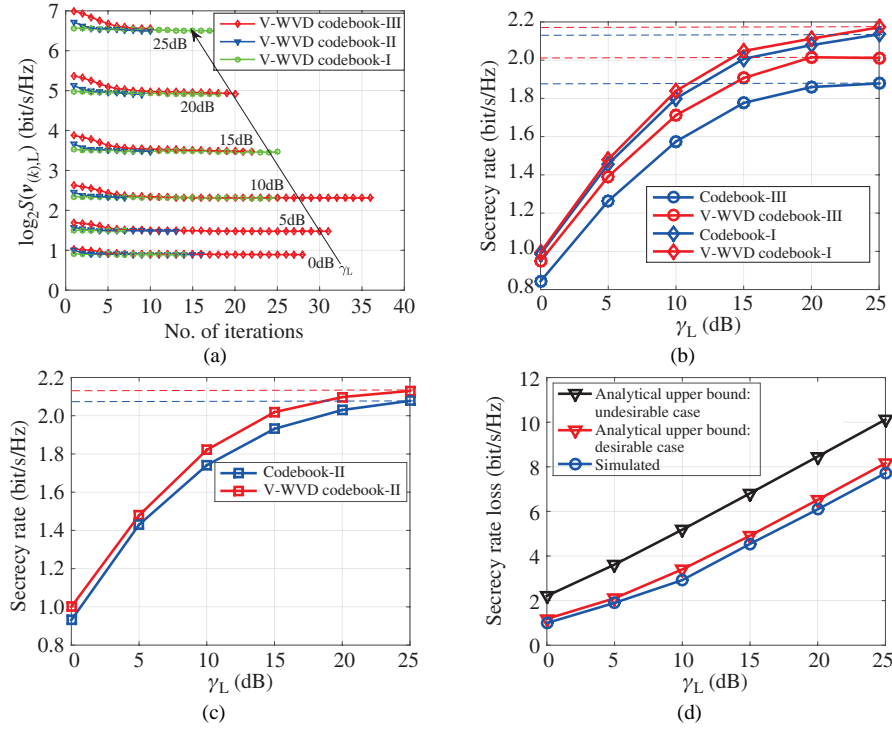 7
6
5
4
3
2
1
0
log₂S(v₍ₖ₎,L) (bit/s/Hz)
V-WVD codebook-III
V-WVD codebook-II
V-WVD codebook-I
25dB
20dB
15dB
10dB
5dB
0dB
γL
0 5 10 15 20 25 30 35 40
No. of iterations
(a)
2.2
2.0
1.8
1.6
1.4
1.2
1.0
0.8
Secrecy rate (bit/s/Hz)
Codebook-III
V-WVD codebook-III
Codebook-I
V-WVD codebook-I
0 5 10 15 20 25
γL (dB)
(b)
2.2
2.0
1.8
1.6
1.4
1.2
1.0
0.8
Secrecy rate (bit/s/Hz)
Codebook-II
V-WVD codebook-II
0 5 10 15 20 25
γL (dB)
(c)
12
10
8
6
4
2
0
Secrecy rate loss (bit/s/Hz)
Analytical upper bound:
undesirable case
Analytical upper bound:
desirable case
Simulated
0 5 10 15 20 25
γL (dB)
(d)